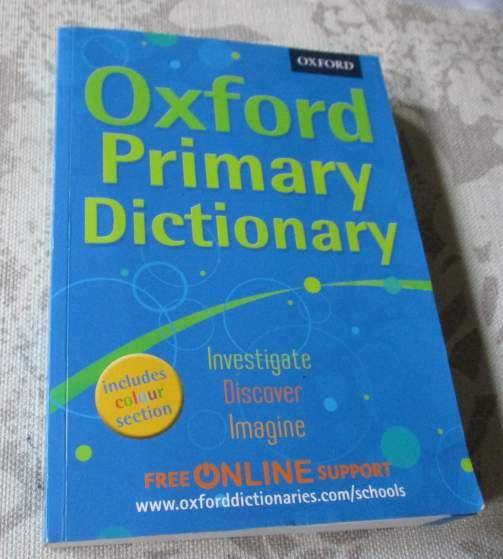 OXFORD
Oxford
Primary
Dictionary
Investigate
Discover
Imagine
includes
colour
section
FREE ONLINE SUPPORT
www.oxforddictionaries.com/schools